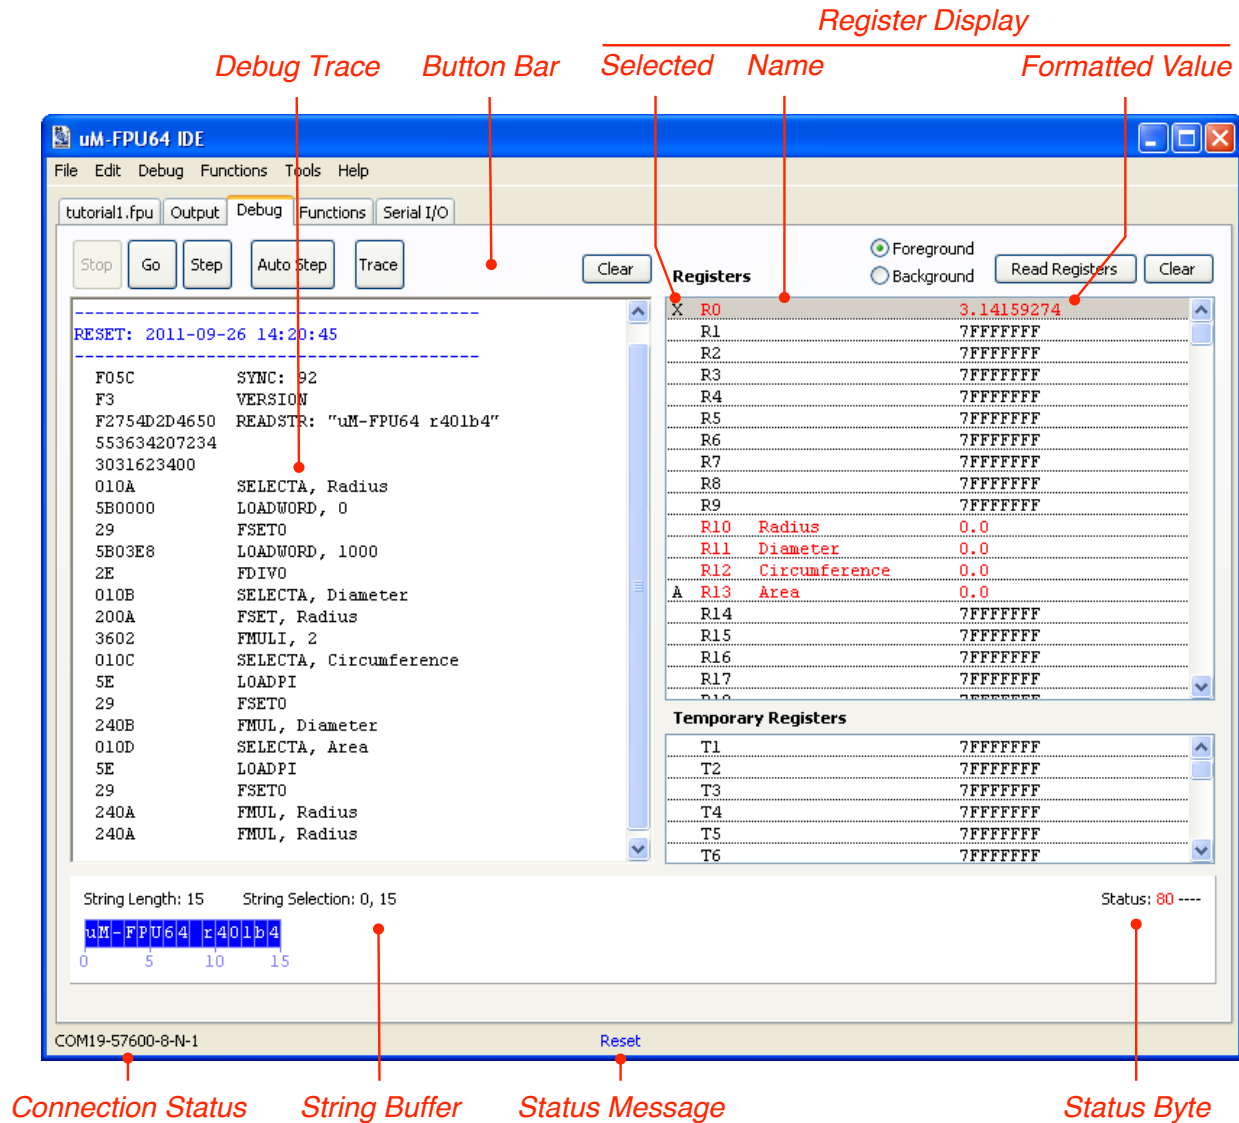 Register Display
Debug Trace Button Bar Selected Name Formatted Value
uM-FPU64 IDE
File Edit Debug Functions Tools Help
tutorial1.fpu Output Debug Functions Serial I/O
Stop Go Step Auto Step Trace Clear
Registers
Foreground
Background
Read Registers Clear
----------------------------------------
RESET: 2011-09-26 14:20:45
----------------------------------------
F05C SYNC: 92
F3 VERSION
F2754D2D4650 READSTR: "uM-FPU64 r401b4"
553634207234
3031623400
010A SELECTA, Radius
5B0000 LOADWORD, 0
29 FSET0
5B03E8 LOADWORD, 1000
2E FDIV0
010B SELECTA, Diameter
200A FSET, Radius
3602 FMULI, 2
010C SELECTA, Circumference
5E LOADPI
29 FSET0
240B FMUL, Diameter
010D SELECTA, Area
5E LOADPI
29 FSET0
240A FMUL, Radius
240A FMUL, Radius
X R0 3.14159274
R1 7FFFFFFF
R2 7FFFFFFF
R3 7FFFFFFF
R4 7FFFFFFF
R5 7FFFFFFF
R6 7FFFFFFF
R7 7FFFFFFF
R8 7FFFFFFF
R9 7FFFFFFF
R10 Radius 0.0
R11 Diameter 0.0
R12 Circumference 0.0
A R13 Area 0.0
R14 7FFFFFFF
R15 7FFFFFFF
R16 7FFFFFFF
R17 7FFFFFFF
R18 7FFFFFFF
Temporary Registers
T1 7FFFFFFF
T2 7FFFFFFF
T3 7FFFFFFF
T4 7FFFFFFF
T5 7FFFFFFF
T6 7FFFFFFF
String Length: 15 String Selection: 0, 15 Status: 80 ----
uM-FPU64 r401b4
0 5 10 15
COM19-57600-8-N-1 Reset
Connection Status String Buffer Status Message Status Byte